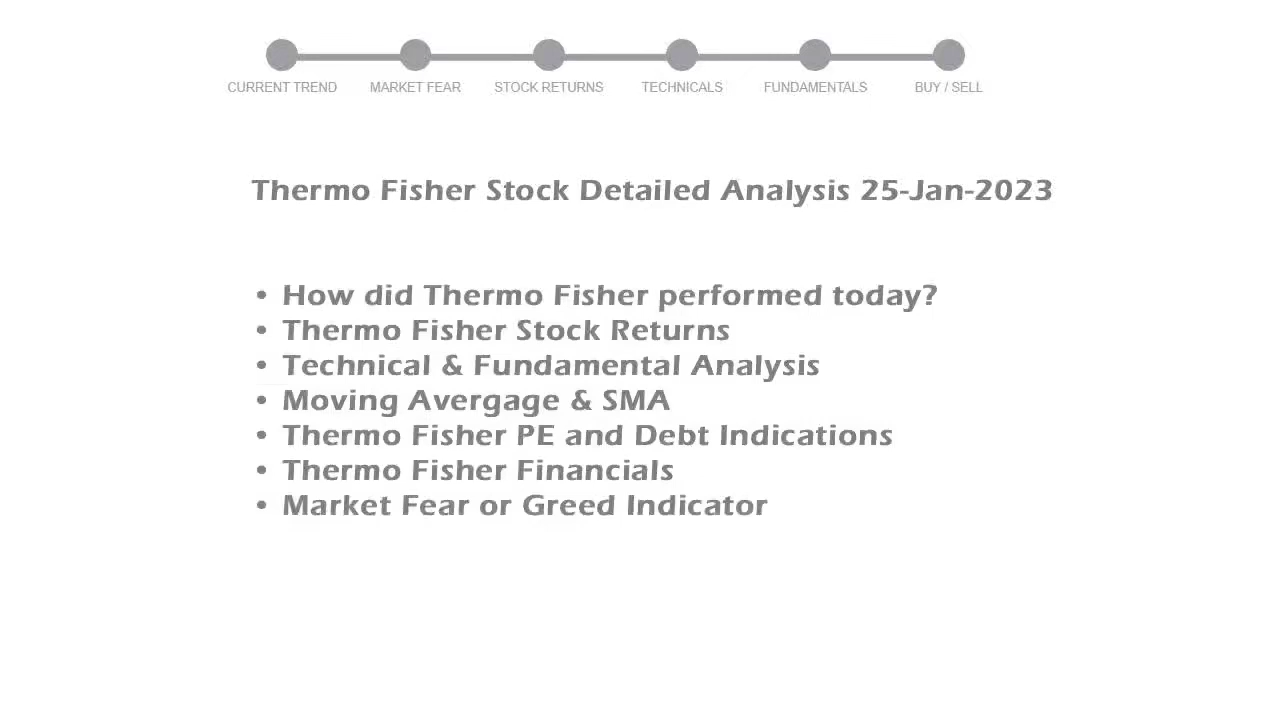 CURRENT TREND MARKET FEAR STOCK RETURNS TECHNICALS FUNDAMENTALS BUY / SELL
Thermo Fisher Stock Detailed Analysis 25-Jan-2023
• How did Thermo Fisher performed today?
• Thermo Fisher Stock Returns
• Technical & Fundamental Analysis
• Moving Avergage & SMA
• Thermo Fisher PE and Debt Indications
• Thermo Fisher Financials
• Market Fear or Greed Indicator